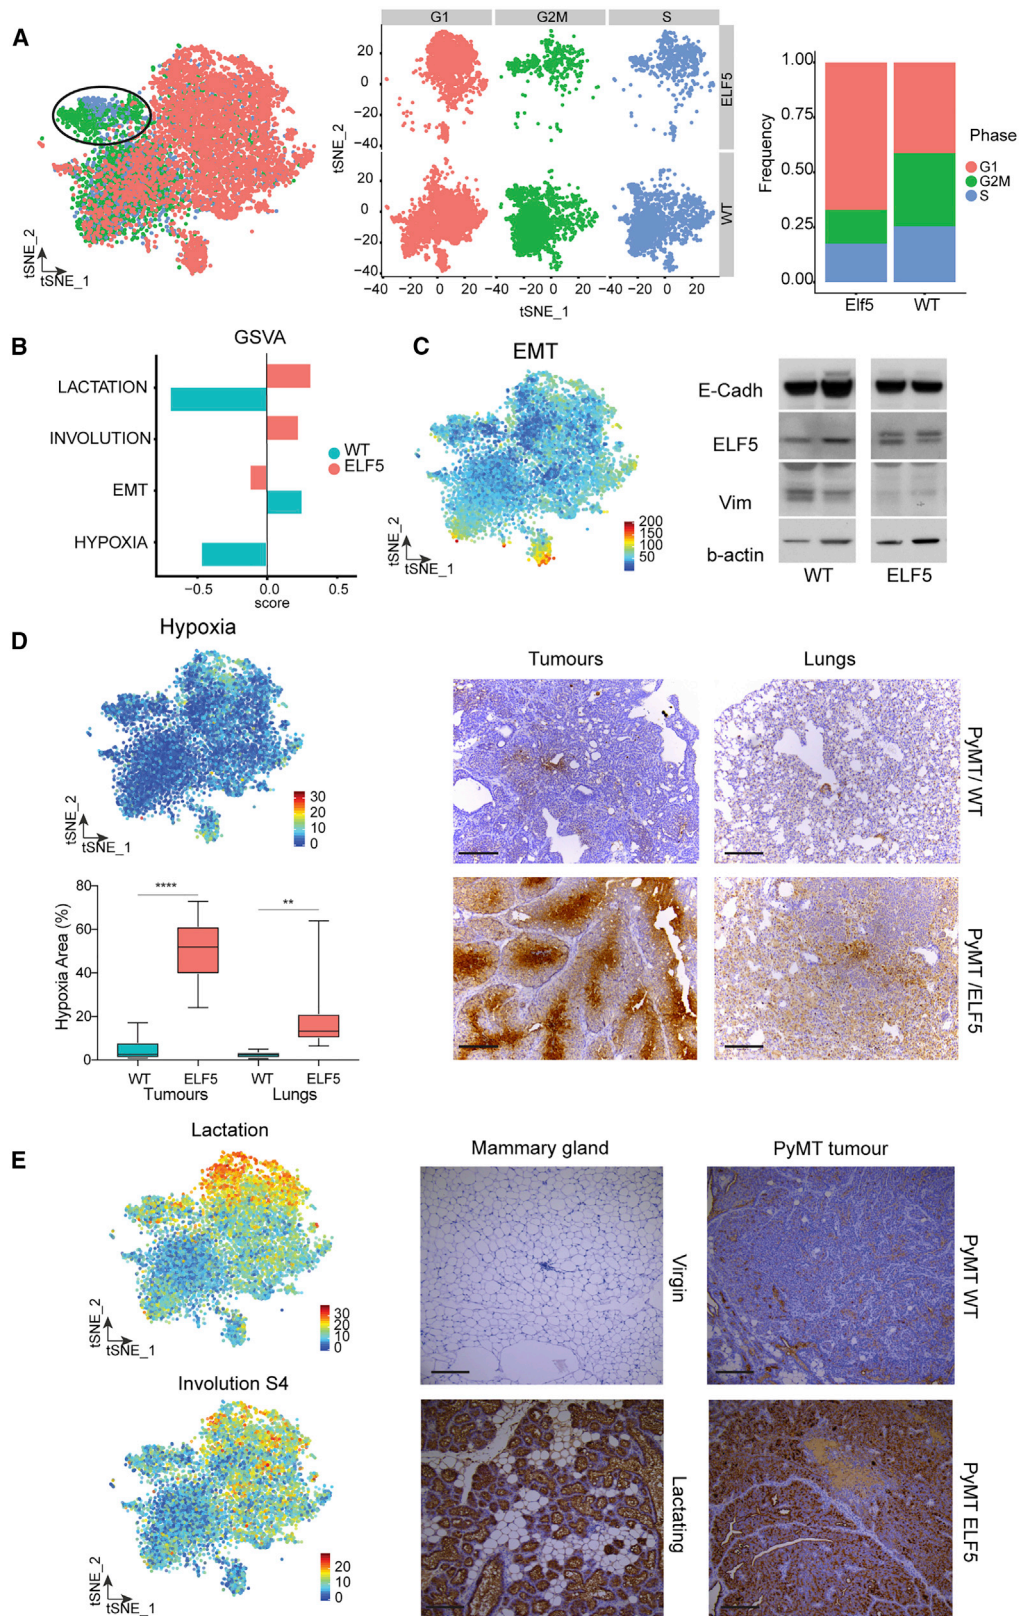 A
G1 G2M S
20
0
−20
−40
ELF5
20
0
−20
−40
WT
tSNE_2
−40 −20 0 20
−40 −20 0 20
−40 −20 0 20
tSNE_1
tSNE_2
tSNE_1
1.00
0.75
0.50
0.25
0.00
Frequency
Elf5 WT
Phase
G1
G2M
S
B
GSVA
LACTATION
INVOLUTION
EMT
HYPOXIA
WT
ELF5
−0.5 0.0 0.5
score
C
EMT
tSNE_2
tSNE_1
200
150
100
50
E-Cadh
ELF5
Vim
b-actin
WT ELF5
D
Hypoxia
tSNE_2
tSNE_1
30
20
10
0
Tumours Lungs
PyMT/ WT
PyMT /ELF5
80
60
40
20
0
Hypoxia Area (%)
****
**
WT ELF5 WT ELF5
Tumours Lungs
E
Lactation
tSNE_2
tSNE_1
30
20
10
0
Involution S4
tSNE_2
tSNE_1
20
10
0
Mammary gland PyMT tumour
Virgin
PyMT WT
Lactating
PyMT ELF5